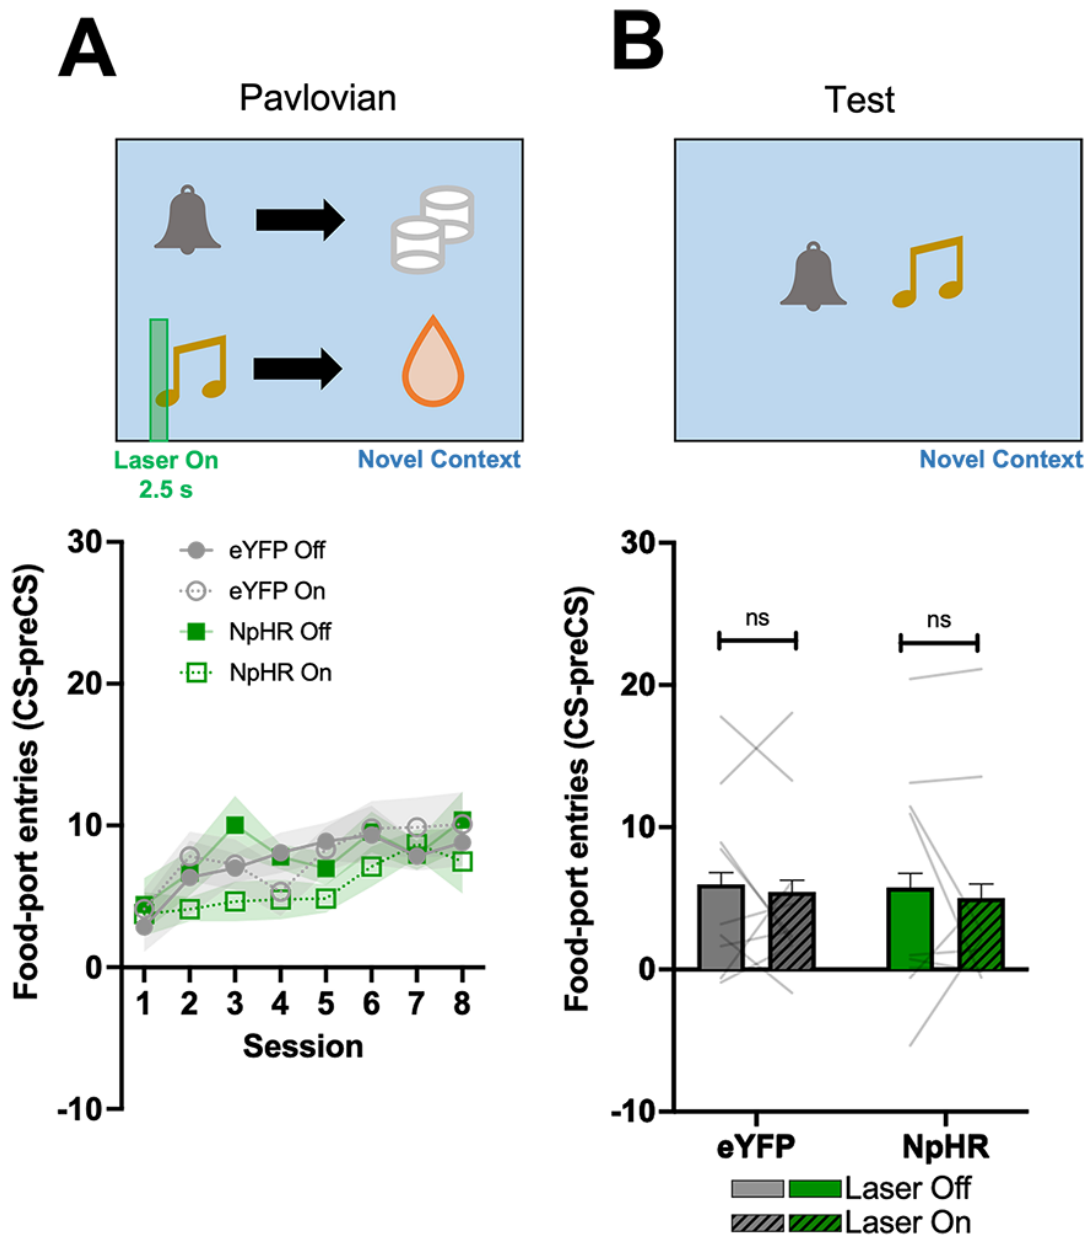 A
Pavlovian
Laser On
2.5 s
Novel Context
Food-port entries (CS-preCS)
30
20
10
0
-10
eYFP Off
eYFP On
NpHR Off
NpHR On
1 2 3 4 5 6 7 8
Session
B
Test
Novel Context
Food-port entries (CS-preCS)
30
20
10
0
-10
ns
ns
eYFP NpHR
Laser Off
Laser On